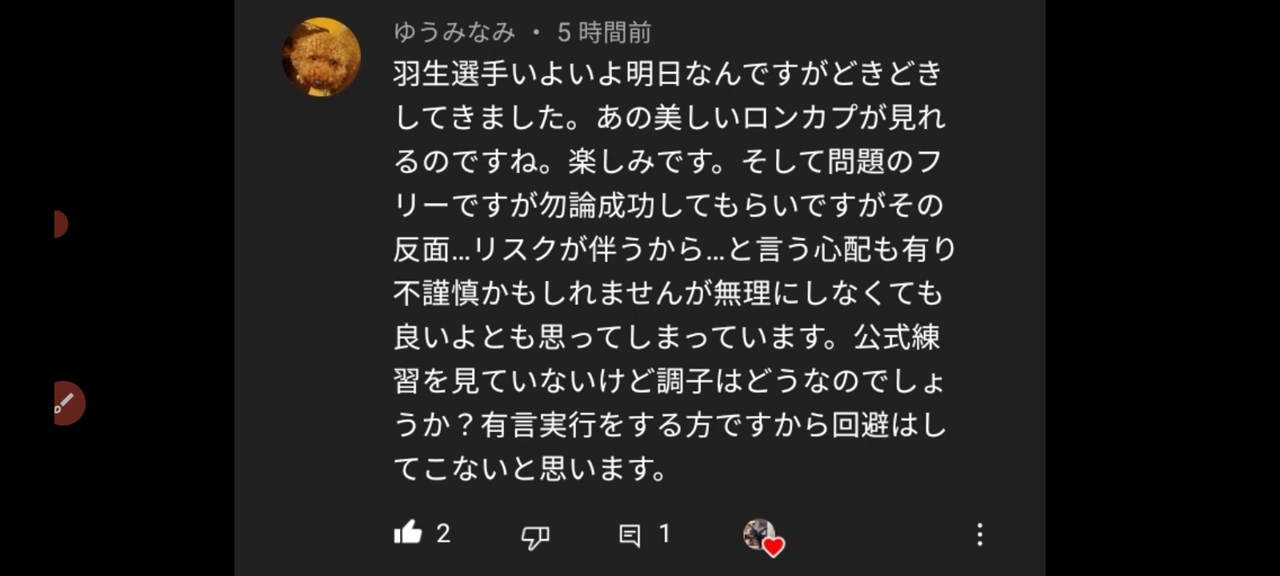 ゆうみなみ ・ 5 時間前
羽生選手いよいよ明日なんですがどきどき
してきました。あの美しいロンカプが見れ
るのですね。楽しみです。そして問題のフ
リーですが勿論成功してもらいですがその
反面...リスクが伴うから...と言う心配も有り
不謹慎かもしれませんが無理にしなくても
良いよとも思ってしまっています。公式練
習を見ていないけど調子はどうなのでしょ
うか？有言実行をする方ですから回避はし
てこないと思います。
2 1